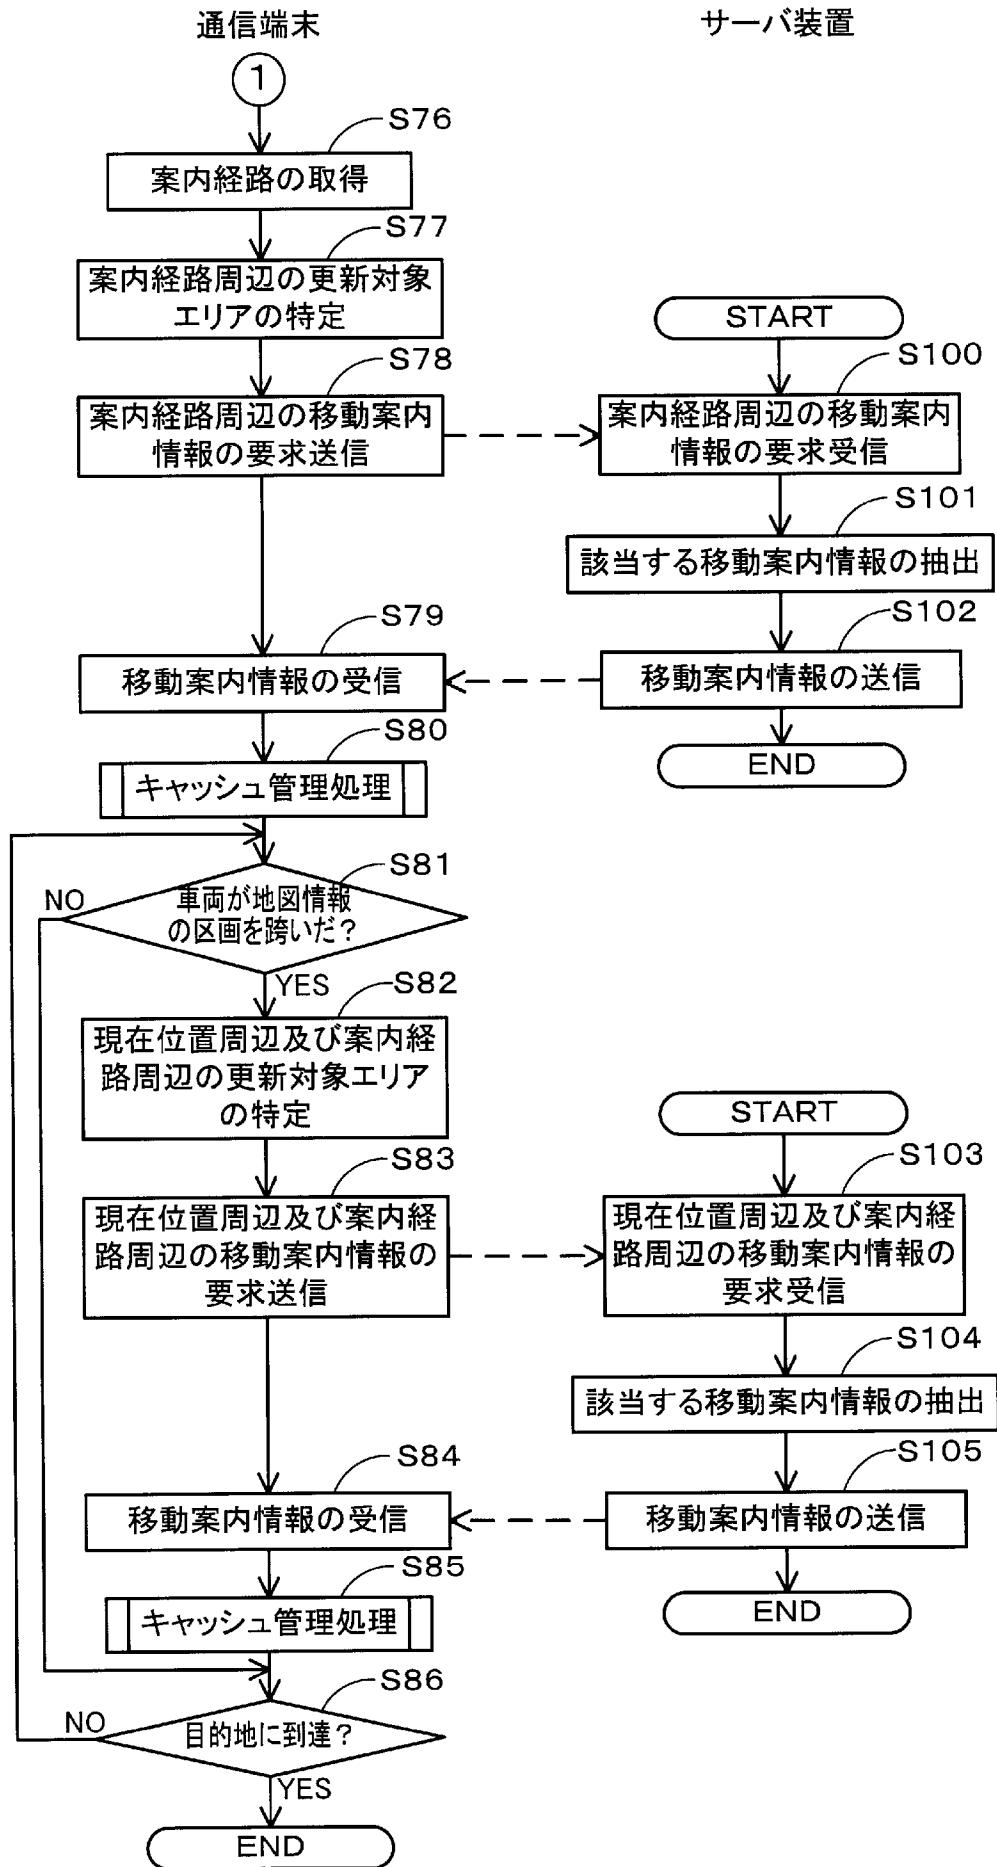 通信端末
サーバ装置
1
S76
案内経路の取得
S77
案内経路周辺の更新対象
エリアの特定
START
S78
案内経路周辺の移動案内
情報の要求送信
S100
案内経路周辺の移動案内
情報の要求受信
S101
該当する移動案内情報の抽出
S79
移動案内情報の受信
S102
移動案内情報の送信
S80
キャッシュ管理処理
END
S81
NO
車両が地図情報
の区画を跨いだ?
YES
S82
現在位置周辺及び案内経
路周辺の更新対象エリア
の特定
START
S83
現在位置周辺及び案内経
路周辺の移動案内情報の
要求送信
S103
現在位置周辺及び案内経
路周辺の移動案内情報の
要求受信
S104
該当する移動案内情報の抽出
S84
移動案内情報の受信
S105
移動案内情報の送信
S85
キャッシュ管理処理
END
S86
NO
目的地に到達?
YES
END